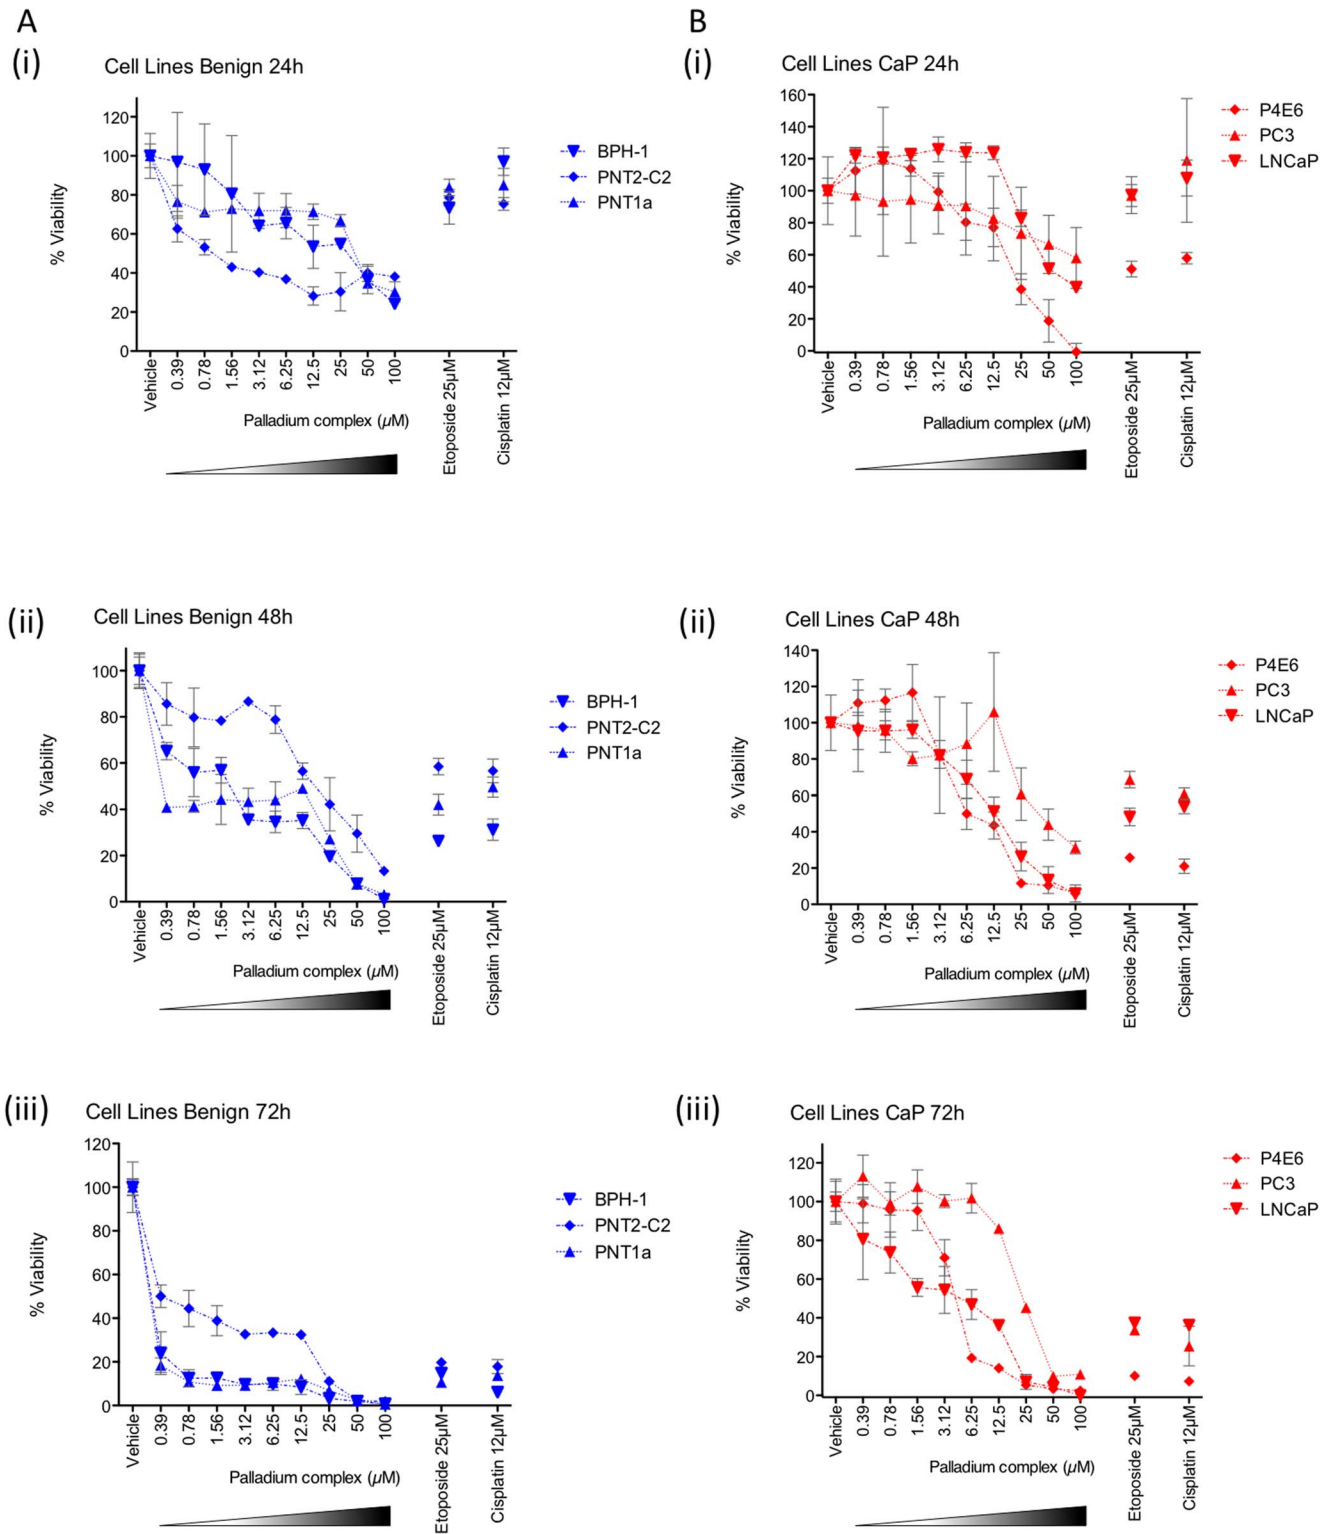 A
(i)
Cell Lines Benign 24h
% Viability
120
100
80
60
40
20
0
Vehicle
0.39
0.78
1.56
3.12
6.25
12.5
25
50
100
Etoposide 25µM
Cisplatin 12µM
Palladium complex (µM)
BPH-1
PNT2-C2
PNT1a
B
(i)
Cell Lines CaP 24h
% Viability
160
140
120
100
80
60
40
20
0
Vehicle
0.39
0.78
1.56
3.12
6.25
12.5
25
50
100
Etoposide 25µM
Cisplatin 12µM
Palladium complex (µM)
P4E6
PC3
LNCaP
(ii)
Cell Lines Benign 48h
% Viability
100
80
60
40
20
0
Vehicle
0.39
0.78
1.56
3.12
6.25
12.5
25
50
100
Etoposide 25µM
Cisplatin 12µM
Palladium complex (µM)
BPH-1
PNT2-C2
PNT1a
(ii)
Cell Lines CaP 48h
% Viability
140
120
100
80
60
40
20
0
Vehicle
0.39
0.78
1.56
3.12
6.25
12.5
25
50
100
Etoposide 25µM
Cisplatin 12µM
Palladium complex (µM)
P4E6
PC3
LNCaP
(iii)
Cell Lines Benign 72h
% Viability
120
100
80
60
40
20
0
Vehicle
0.39
0.78
1.56
3.12
6.25
12.5
25
50
100
Etoposide 25µM
Cisplatin 12µM
Palladium complex (µM)
BPH-1
PNT2-C2
PNT1a
(iii)
Cell Lines CaP 72h
% Viability
120
100
80
60
40
20
0
Vehicle
0.39
0.78
1.56
3.12
6.25
12.5
25
50
100
Etoposide 25µM
Cisplatin 12µM
Palladium complex (µM)
P4E6
PC3
LNCaP